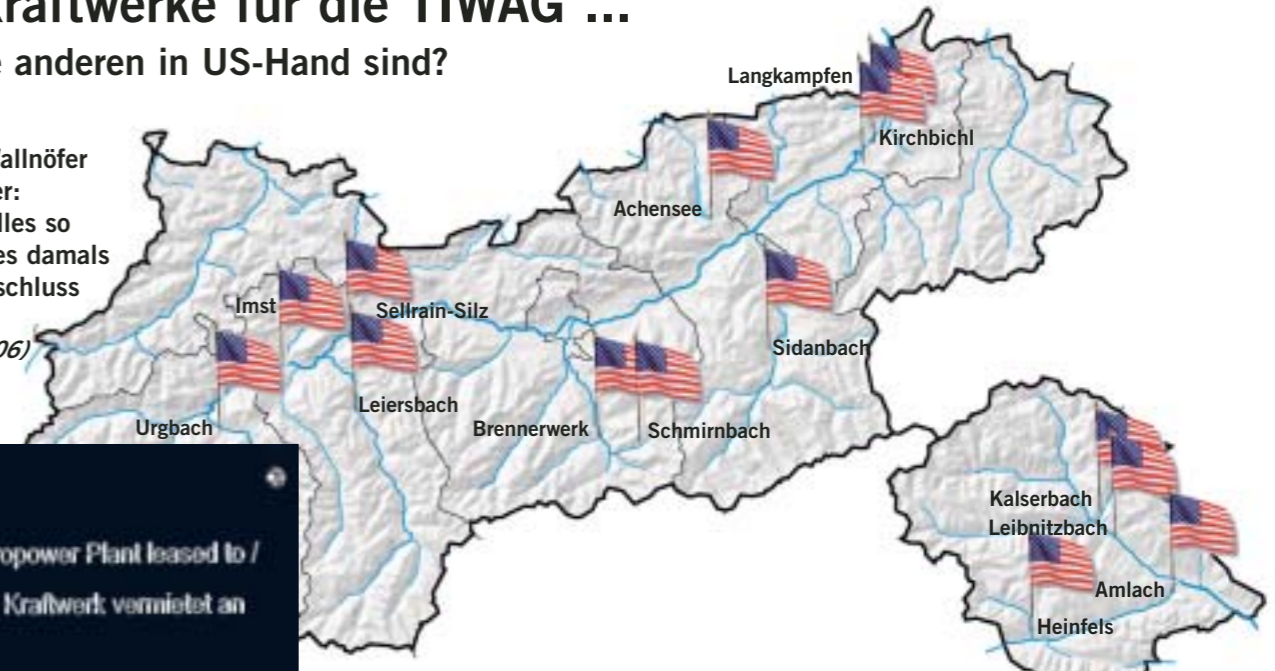 Kraftwerke für die TIWAG ...
anderen in US-Hand sind?
allnöfer
er:
lles so
es damals
schluss
06)
Langkampfen
Kirchbichl
Achensee
Imst
Sellrain-Silz
Sidanbach
Leiersbach
Urgbach
Brennerwerk
Schmirnbach
Kalserbach
Leibnitzbach
Amlach
Heinfels
opower Plant leased to /
Kraftwerk vermietet an